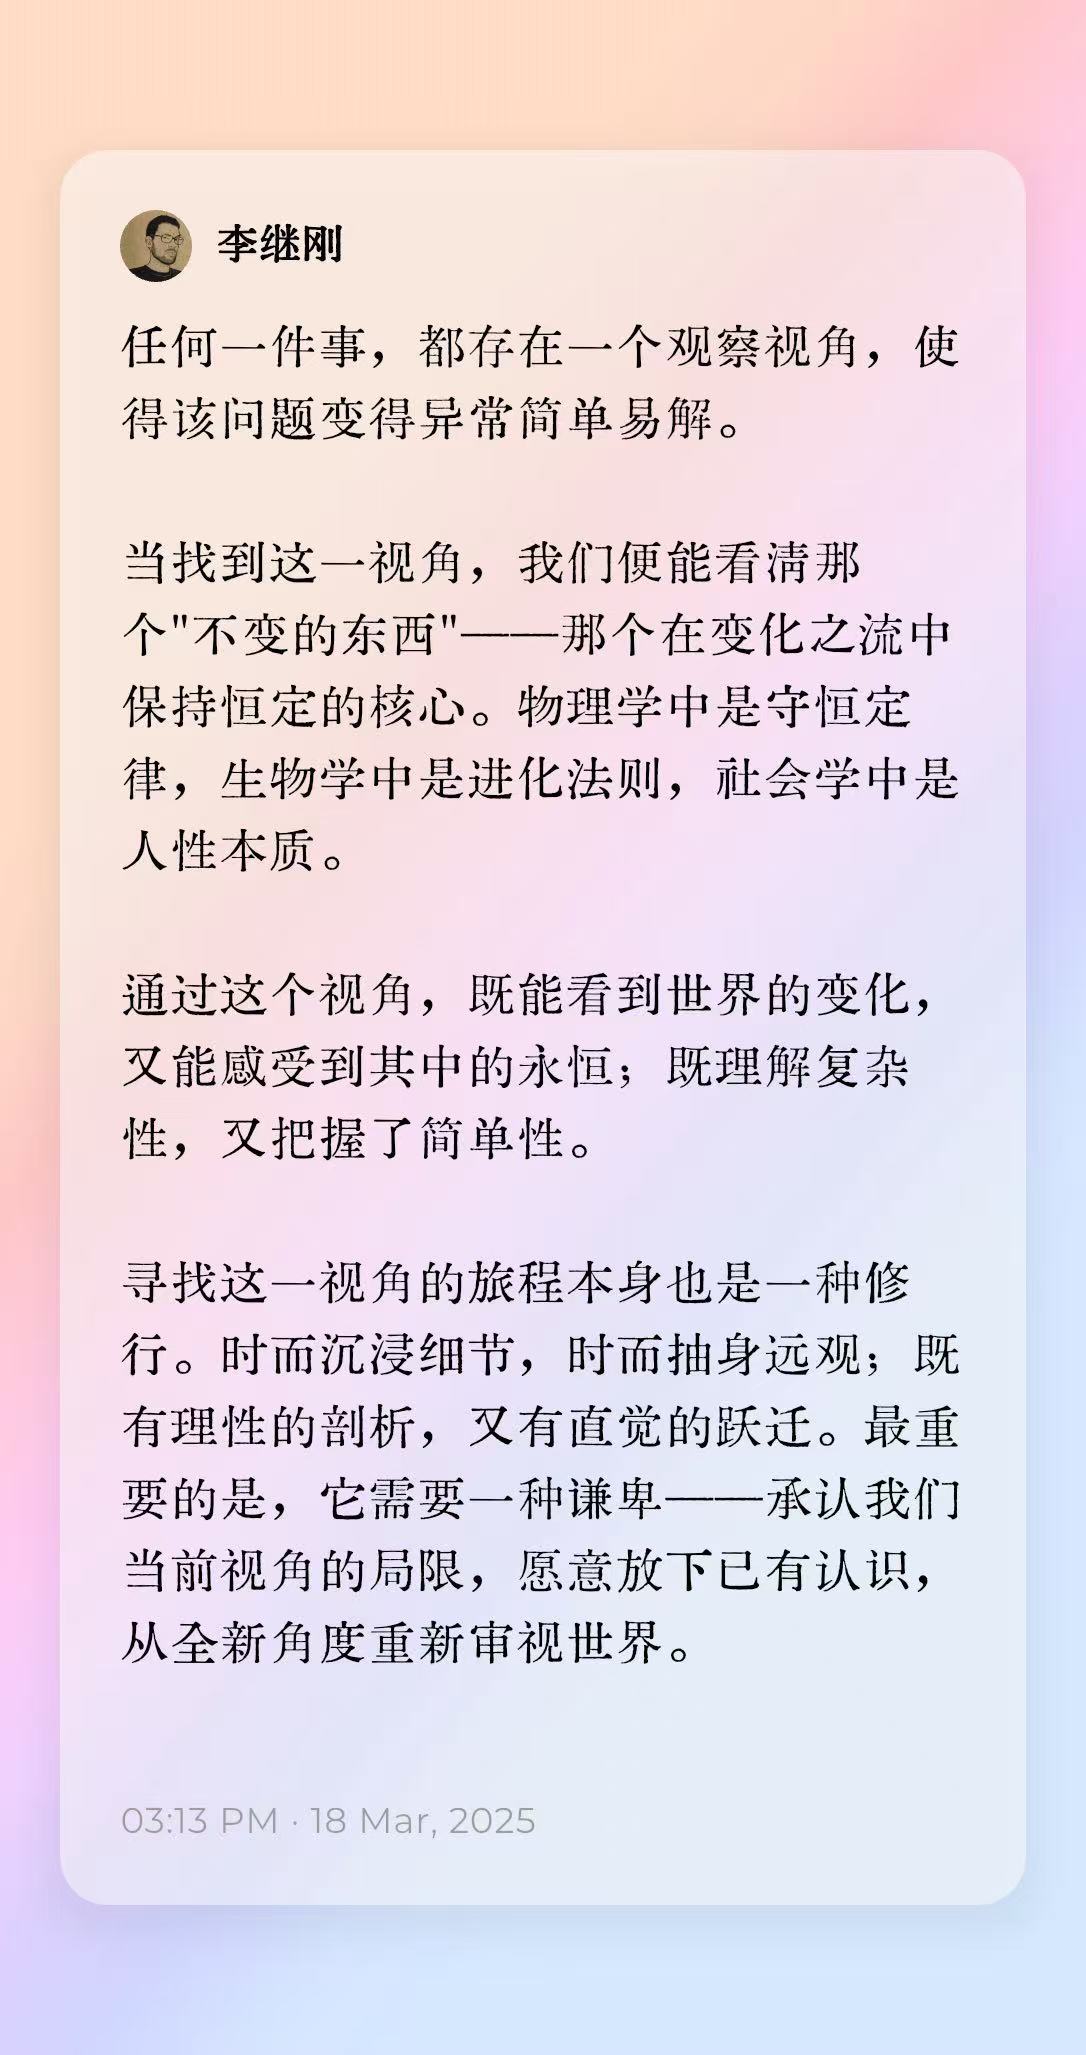 李继刚
任何一件事，都存在一个观察视角，使
得该问题变得异常简单易解。
当找到这一视角，我们便能看清那
个"不变的东西"——那个在变化之流中
保持恒定的核心。物理学中是守恒定
律，生物学中是进化法则，社会学中是
人性本质。
通过这个视角，既能看到世界的变化，
又能感受到其中的永恒；既理解复杂
性，又把握了简单性。
寻找这一视角的旅程本身也是一种修
行。时而沉浸细节，时而抽身远观；既
有理性的剖析，又有直觉的跃迁。最重
要的是，它需要一种谦卑——承认我们
当前视角的局限，愿意放下已有认识，
从全新角度重新审视世界。
03:13 PM · 18 Mar, 2025